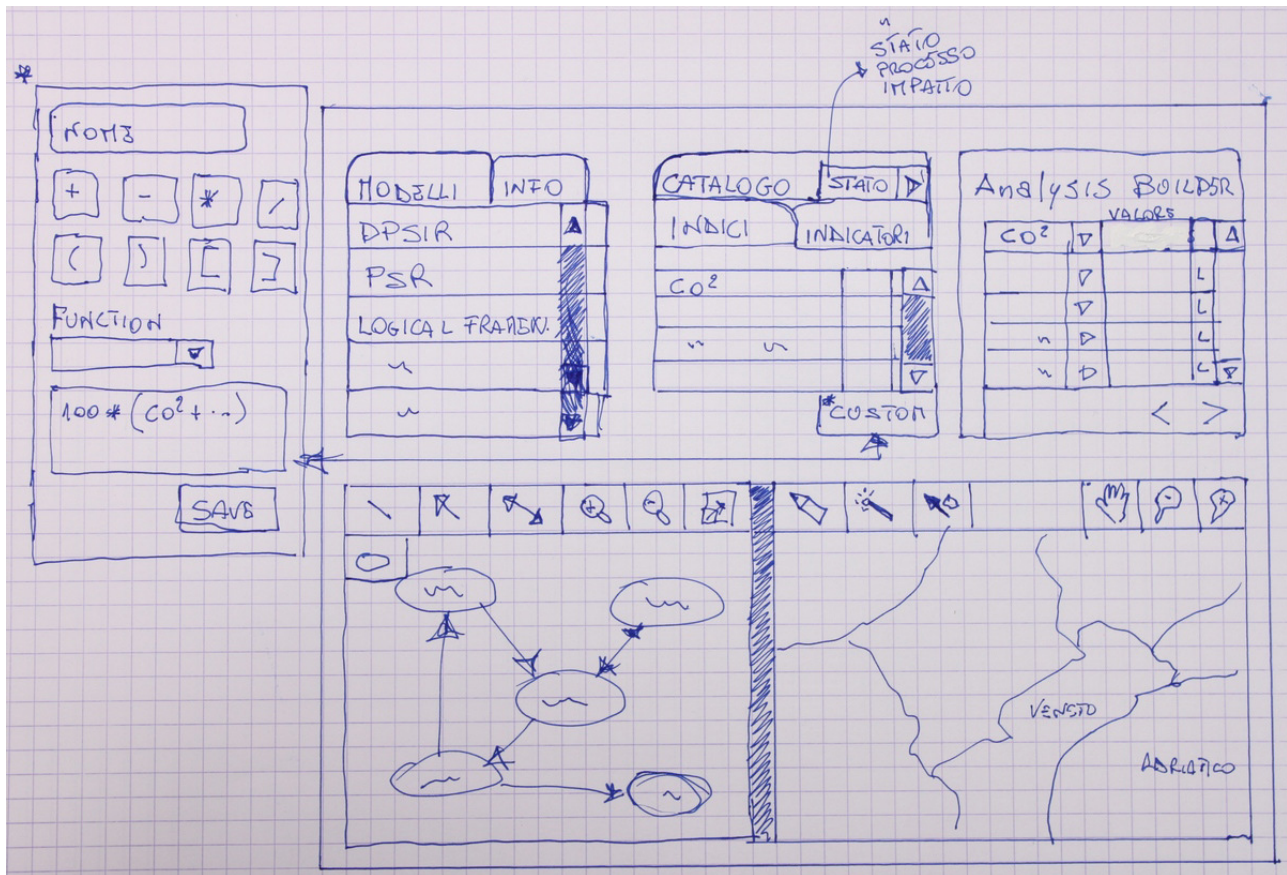 STATO
PROCESSO
IMPATTO
*
NOME
+ - * /
( ) [ ]
FUNCTION
100 * (CO² + ...)
SAVE
MODELLI INFO
DPSIR
PSR
LOGICAL FRAMEW.
CATALOGO STATO
INDICI INDICATORI
CO²
*CUSTOM
Analysis BUILDER
VALORE
CO²
L
L
L
L
< >
VENETO
ADRIATICO